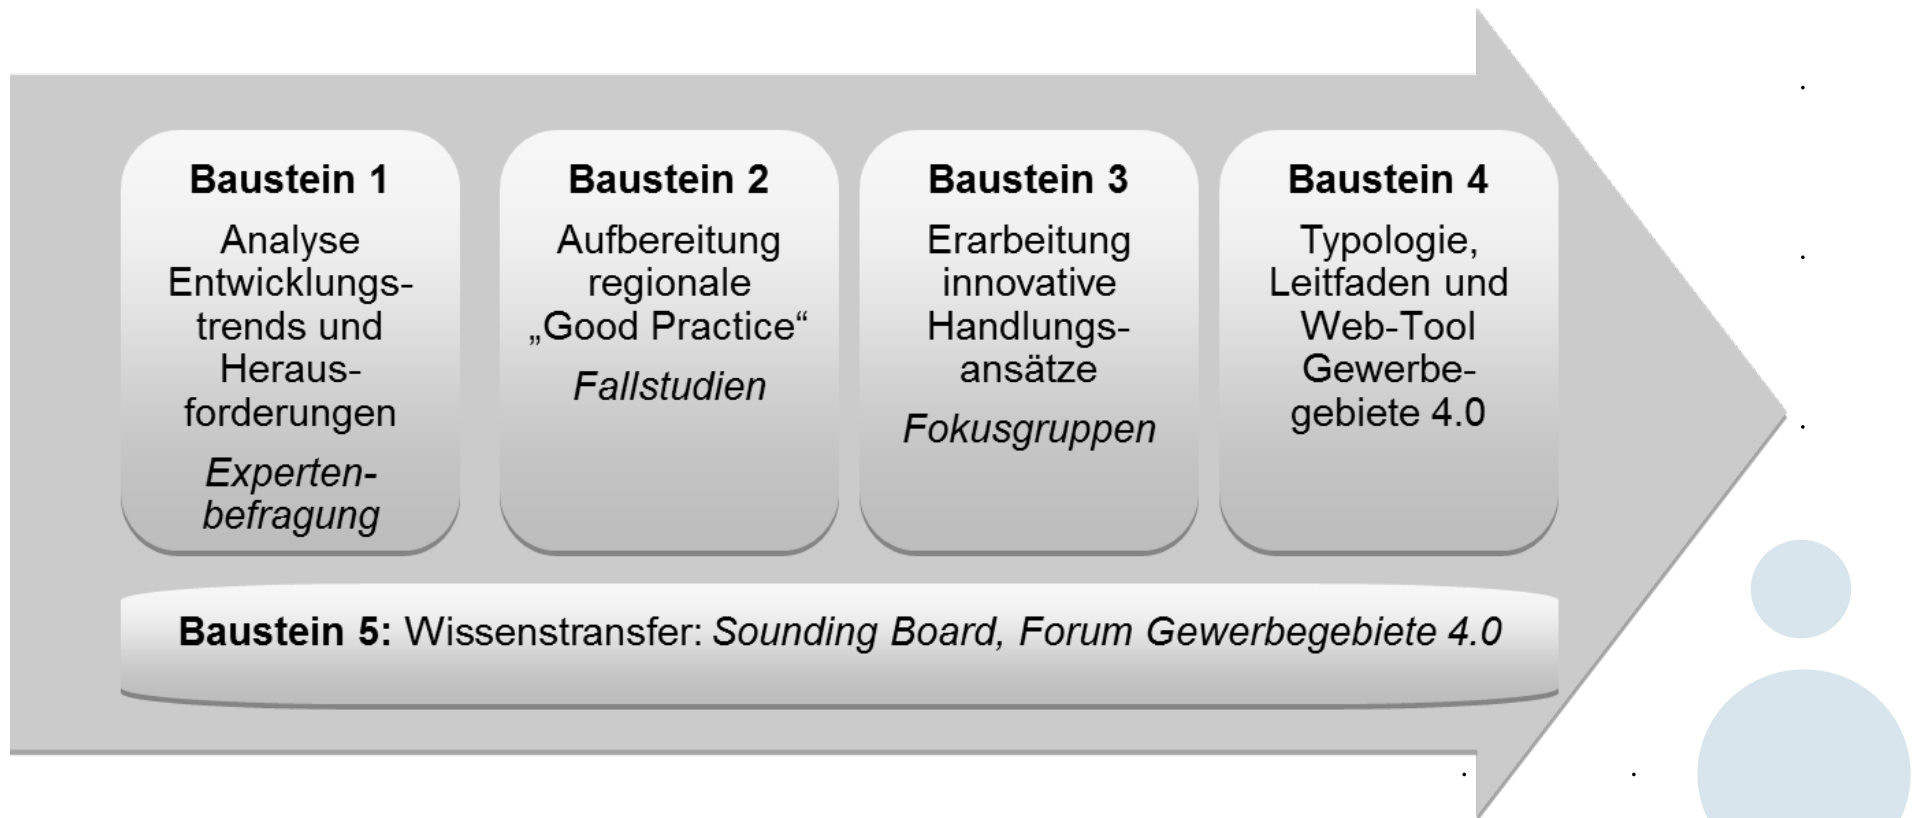 Baustein 1
Analyse
Entwicklungs-
trends und
Heraus-
forderungen
Experten-
befragung
Baustein 2
Aufbereitung
regionale
„Good Practice“
Fallstudien
Baustein 3
Erarbeitung
innovative
Handlungs-
ansätze
Fokusgruppen
Baustein 4
Typologie,
Leitfaden und
Web-Tool
Gewerbe-
gebiete 4.0
Baustein 5: Wissenstransfer: Sounding Board, Forum Gewerbegebiete 4.0